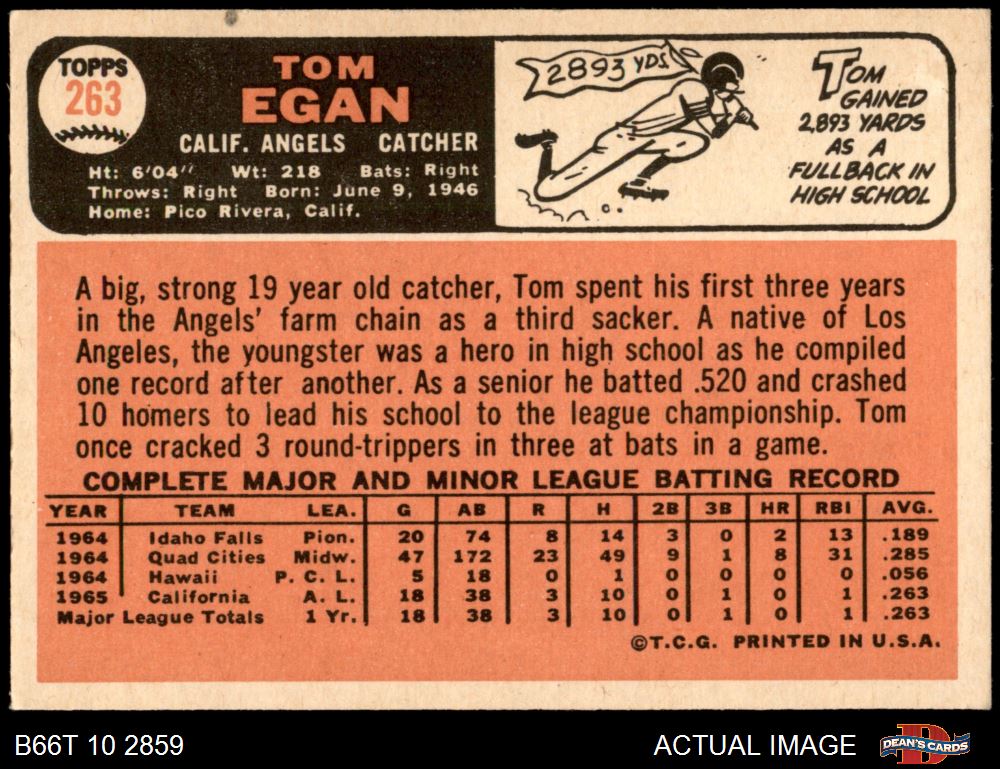 TOPPS
263
TOM
EGAN
CALIF. ANGELS CATCHER
Ht: 6'04" Wt: 218 Bats: Right
Throws: Right Born: June 9, 1946
Home: Pico Rivera, Calif.
2893 YDS.
TOM
GAINED
2,893 YARDS
AS A
FULLBACK IN
HIGH SCHOOL
A big, strong 19 year old catcher, Tom spent his first three years
in the Angels' farm chain as a third sacker. A native of Los
Angeles, the youngster was a hero in high school as he compiled
one record after another. As a senior he batted .520 and crashed
10 homers to lead his school to the league championship. Tom
once cracked 3 round-trippers in three at bats in a game.
COMPLETE MAJOR AND MINOR LEAGUE BATTING RECORD
YEAR TEAM LEA. G AB R H 2B 3B HR RBI AVG.
1964 Idaho Falls Pion. 20 74 8 14 3 0 2 13 .189
1964 Quad Cities Midw. 47 172 23 49 9 1 8 31 .285
1964 Hawaii P. C. L. 5 18 0 1 0 0 0 0 .056
1965 California A. L. 18 38 3 10 0 1 0 1 .263
Major League Totals 1 Yr. 18 38 3 10 0 1 0 1 .263
©T.C.G. PRINTED IN U.S.A.
B66T 10 2859
ACTUAL IMAGE
DEAN'S CARDS